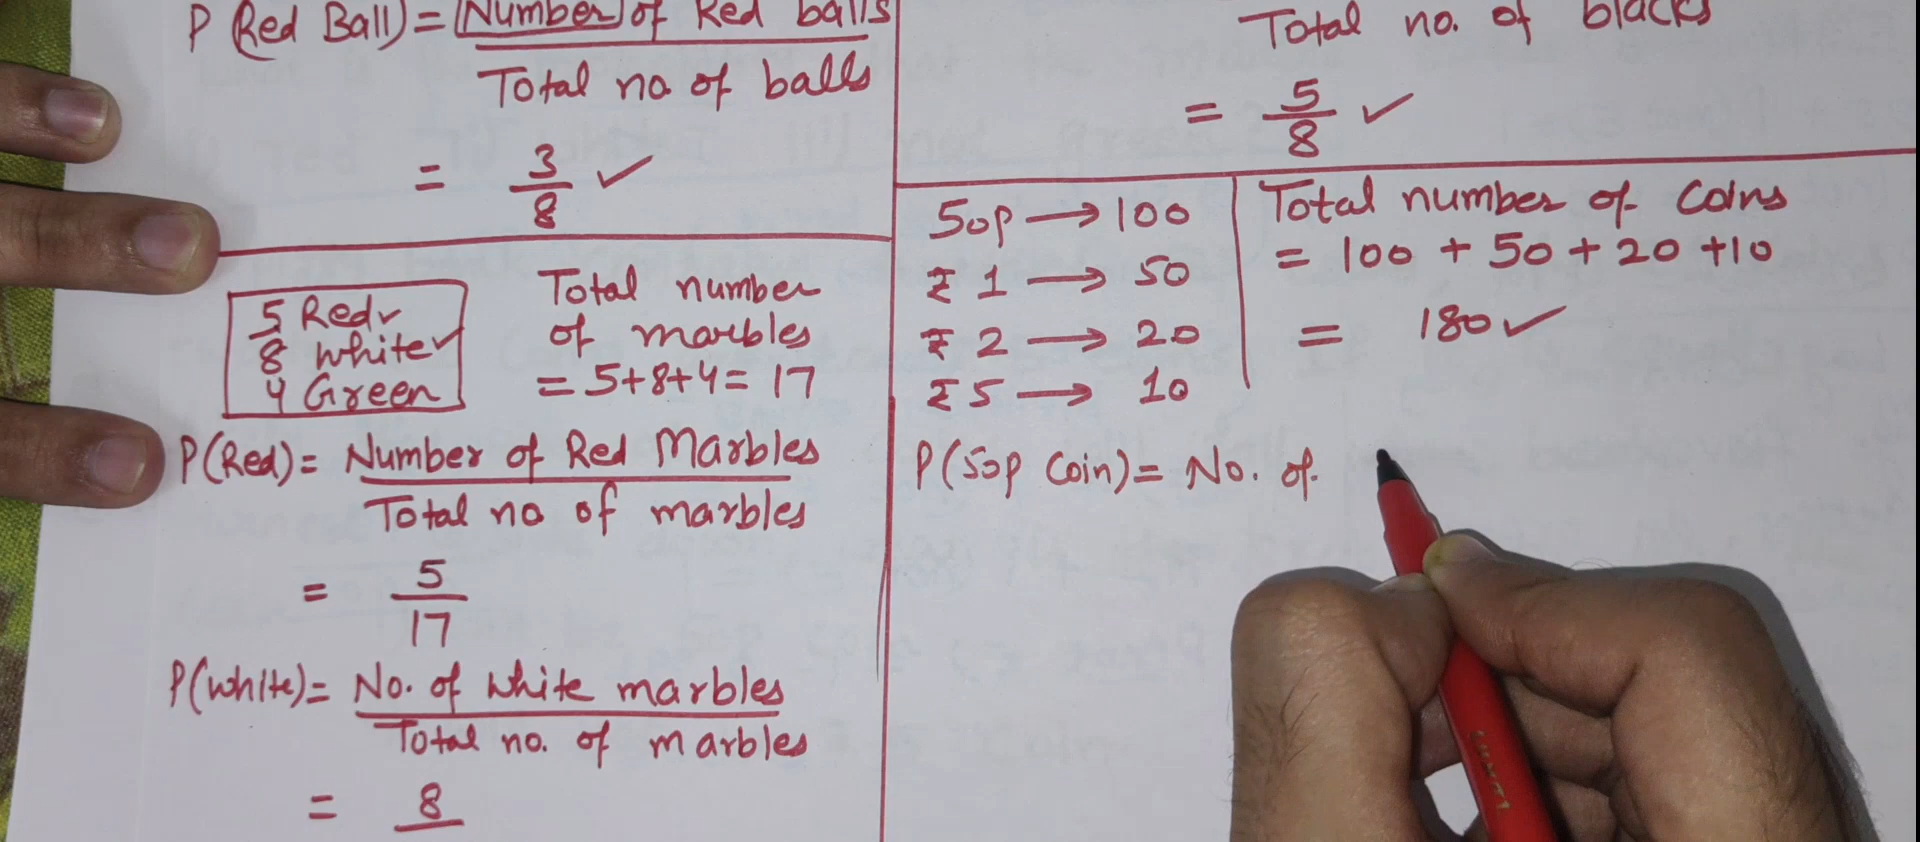 P (Red Ball) = Number of Red balls
Total no of balls
= 3
8 ✓
5 Red ✓
8 white ✓
4 Green
Total number
of marbles
= 5+8+4 = 17
P(Red) = Number of Red Marbles
Total no of marbles
= 5
17
P(white) = No. of white marbles
Total no. of marbles
= 8
Total no. of blacks
= 5
8 ✓
50p → 100
₹ 1 → 50
₹ 2 → 20
₹ 5 → 10
Total number of coins
= 100 + 50 + 20 + 10
= 180 ✓
P(50p coin) = No. of